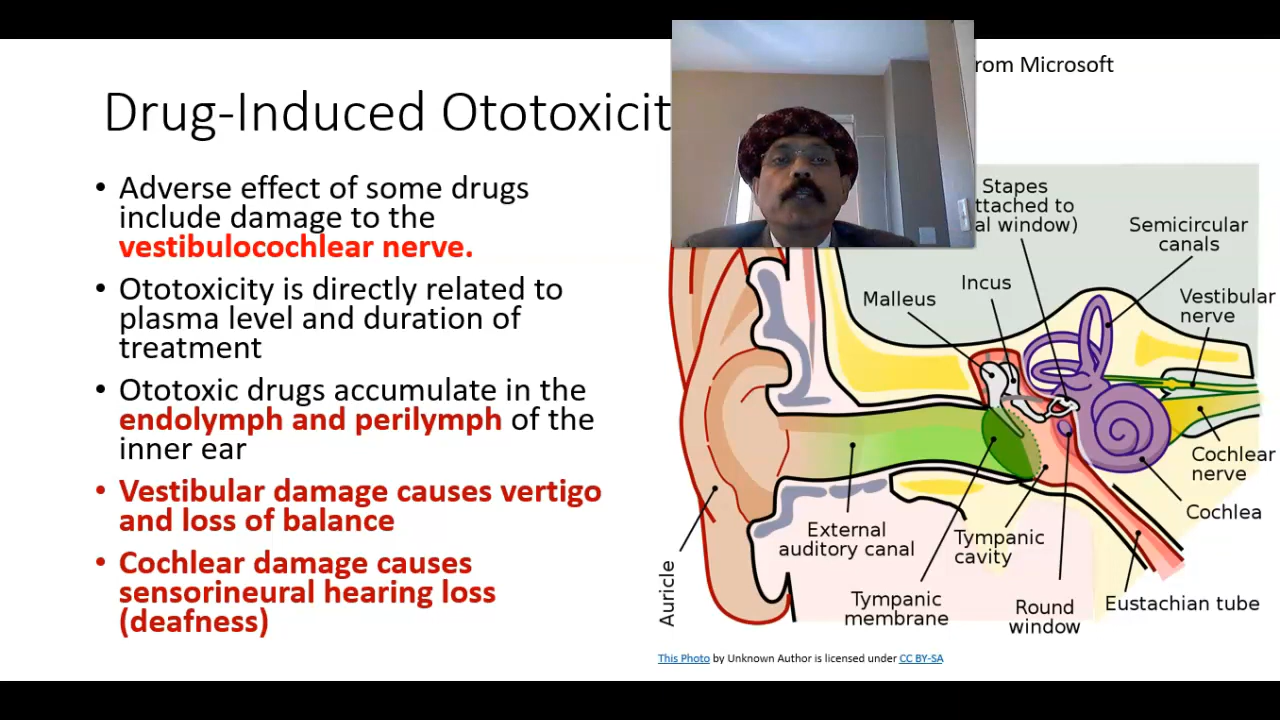 rom Microsoft
Drug-Induced Ototoxicit
• Adverse effect of some drugs
include damage to the
vestibulocochlear nerve.
• Ototoxicity is directly related to
plasma level and duration of
treatment
• Ototoxic drugs accumulate in the
endolymph and perilymph of the
inner ear
• Vestibular damage causes vertigo
and loss of balance
• Cochlear damage causes
sensorineural hearing loss
(deafness)
Stapes
ttached to
al window)
Semicircular
canals
Incus
Malleus
Vestibular
nerve
Cochlear
nerve
Cochlea
External
auditory canal
Tympanic
cavity
Auricle
Tympanic
membrane
Round
window
Eustachian tube
This Photo by Unknown Author is licensed under CC BY-SA